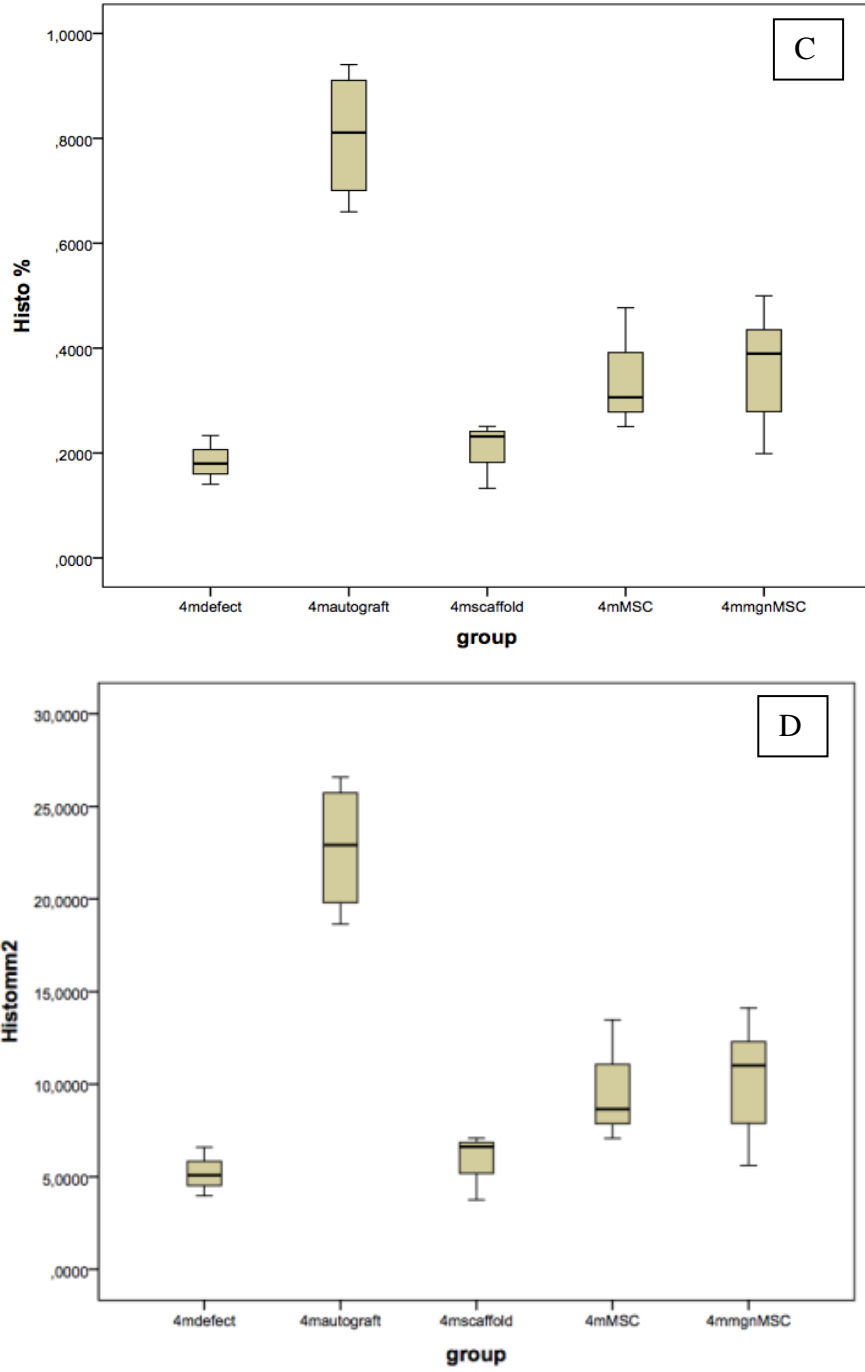 C
1,0000
,8000
,6000
,4000
,2000
,0000
Histo %
4mdefect 4mautograft 4mscaffold 4mMSC 4mmgnMSC
group
D
30,0000
25,0000
20,0000
15,0000
10,0000
5,0000
,0000
Histomm2
4mdefect 4mautograft 4mscaffold 4mMSC 4mmgnMSC
group